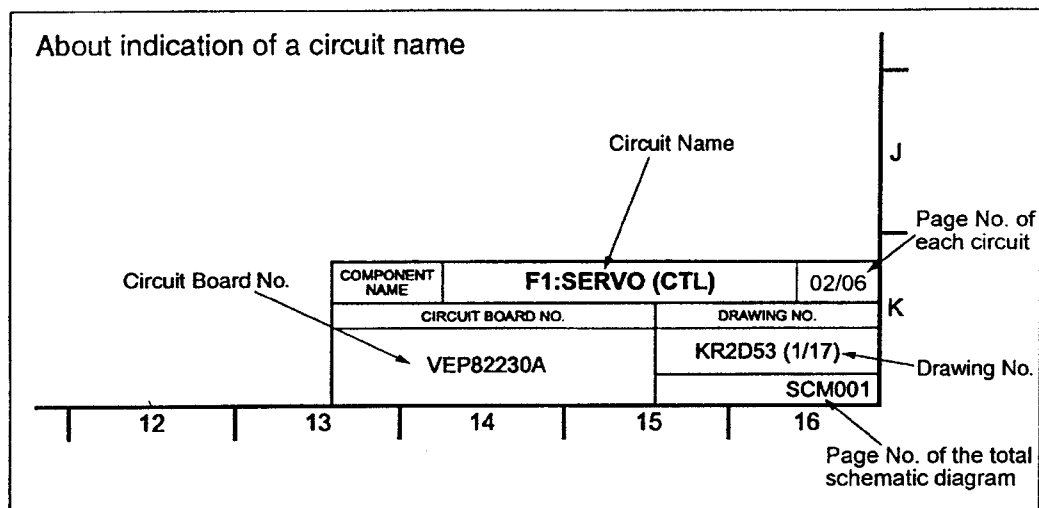 About indication of a circuit name
Circuit Name
J
Page No. of
each circuit
Circuit Board No.
COMPONENT
NAME
F1:SERVO (CTL)
02/06
K
CIRCUIT BOARD NO.
DRAWING NO.
VEP82230A
KR2D53 (1/17)
Drawing No.
SCM001
12
13
14
15
16
Page No. of the total
schematic diagram